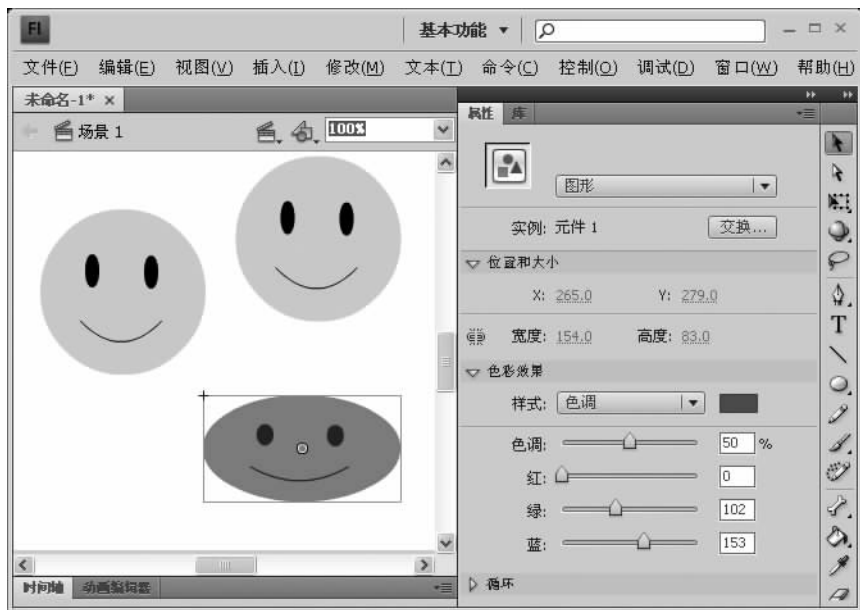 Fl 基本功能
文件(F) 编辑(E) 视图(V) 插入(I) 修改(M) 文本(T) 命令(C) 控制(O) 调试(D) 窗口(W) 帮助(H)
未命名-1*
场景 1 100%
属性 库
图形
实例: 元件 1 交换...
位置和大小
X: 265.0 Y: 279.0
宽度: 154.0 高度: 83.0
色彩效果
样式: 色调
色调: 50 %
红: 0
绿: 102
蓝: 153
循环
时间轴 动画编辑器